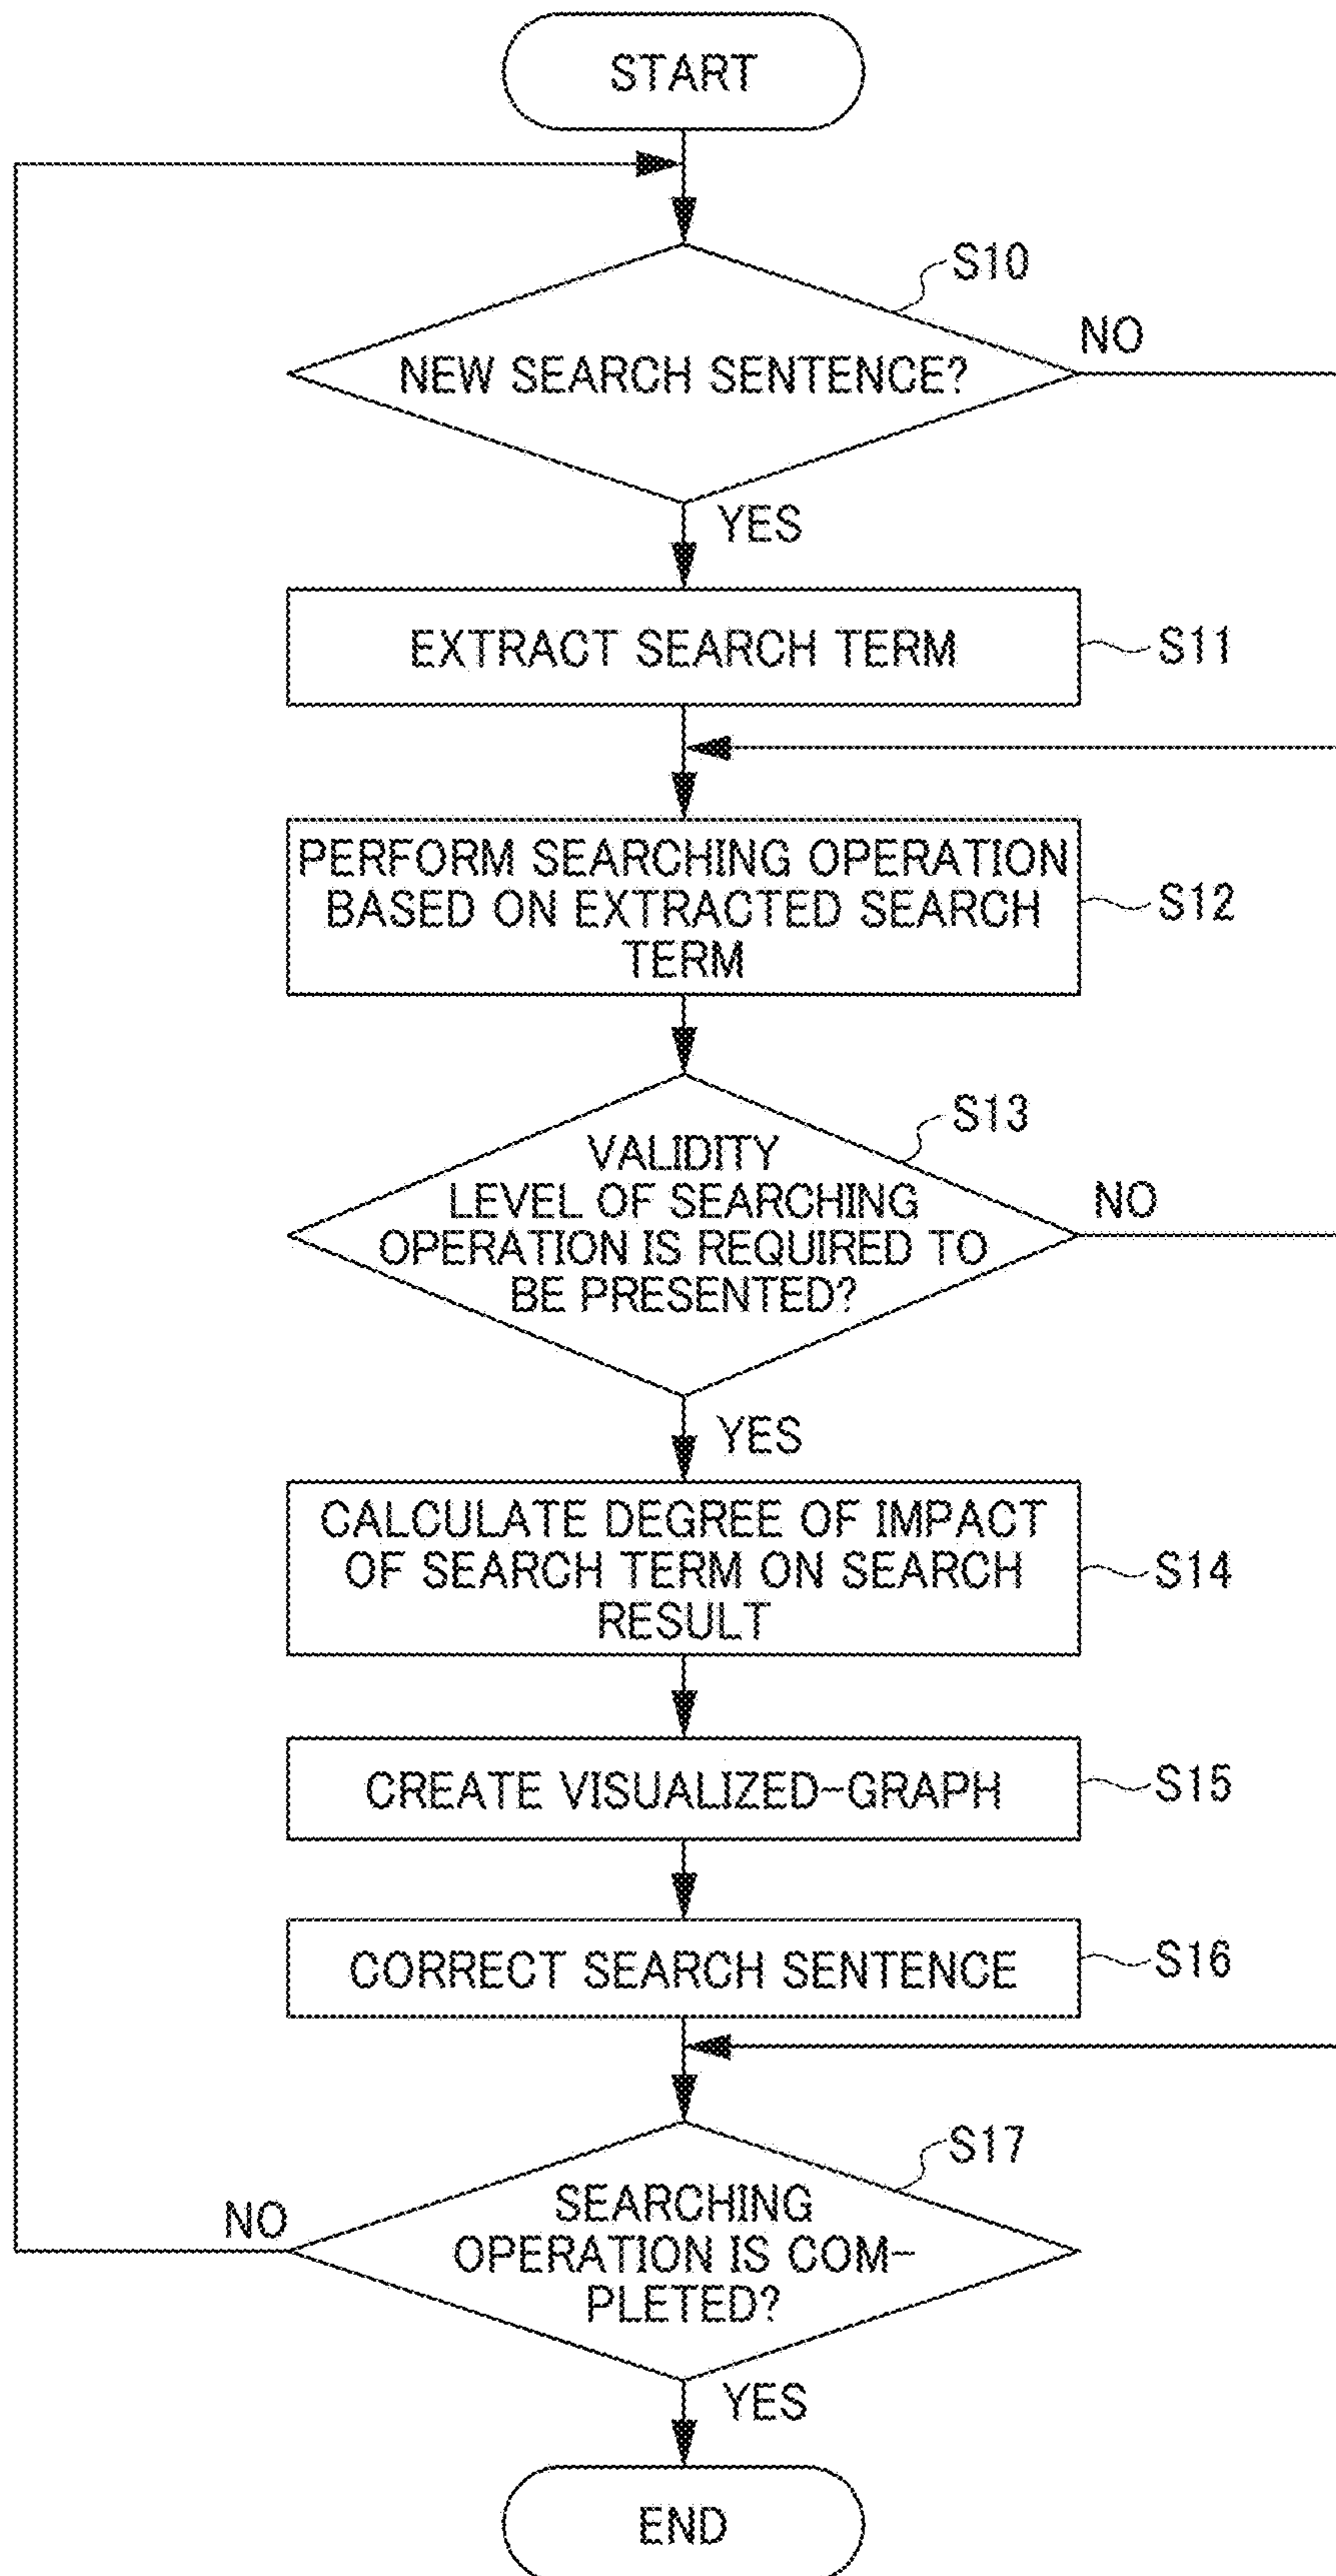 START
S10
NEW SEARCH SENTENCE?
NO
YES
EXTRACT SEARCH TERM
S11
PERFORM SEARCHING OPERATION
BASED ON EXTRACTED SEARCH
TERM
S12
S13
VALIDITY
LEVEL OF SEARCHING
OPERATION IS REQUIRED TO
BE PRESENTED?
NO
YES
CALCULATE DEGREE OF IMPACT
OF SEARCH TERM ON SEARCH
RESULT
S14
CREATE VISUALIZED-GRAPH
S15
CORRECT SEARCH SENTENCE
S16
S17
SEARCHING
OPERATION IS COM-
PLETED?
NO
YES
END